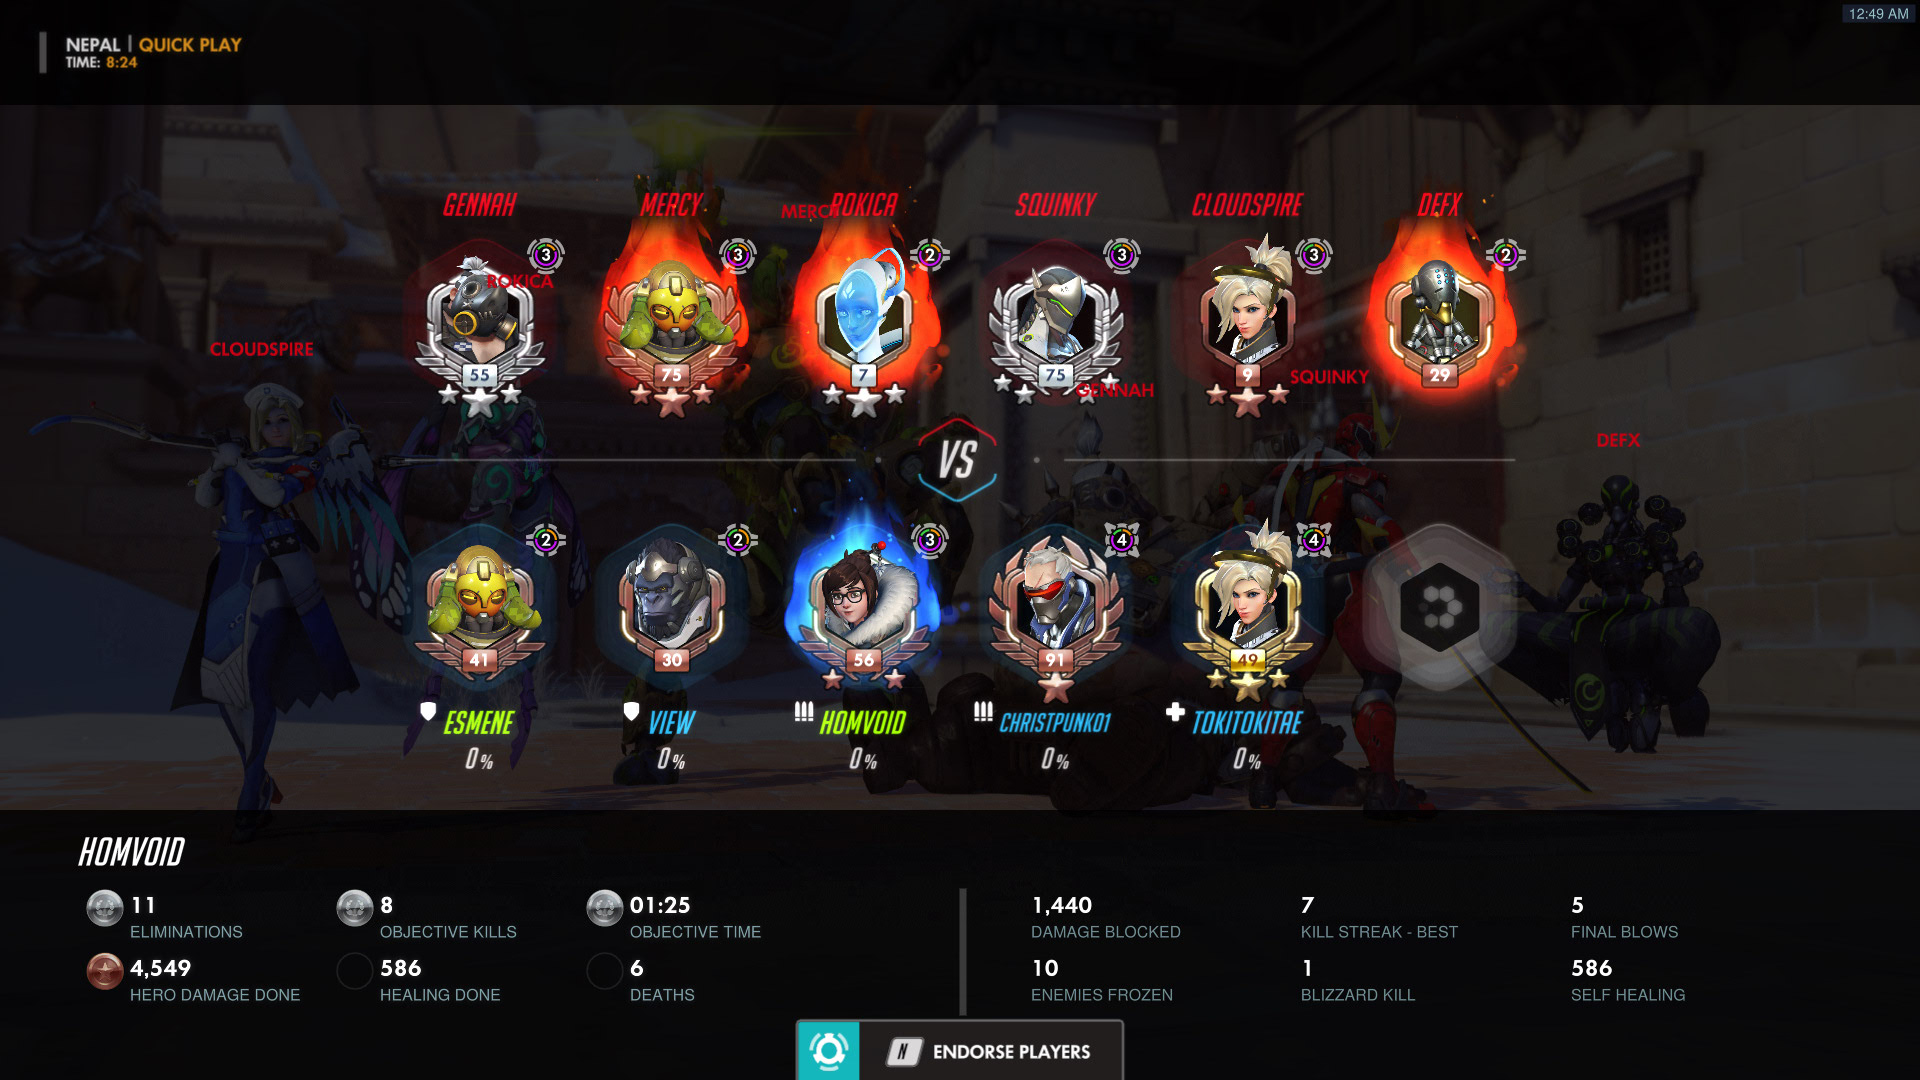 12:49 AM
NEPAL | QUICK PLAY
TIME: 8:24
GENNAH
MERCY
MERCY
ROKICA
SQUINKY
CLOUDSPIRE
DEFX
3
3
2
3
3
2
ROKICA
CLOUDSPIRE
55
75
7
75
9
29
SQUINKY
GENNAH
DEFX
VS
2
2
3
4
4
41
30
56
91
49
ESMENE
VIEW
HOMVOID
CHRISTPUNK01
TOKITOKITAE
0%
0%
0%
0%
0%
HOMVOID
11
ELIMINATIONS
8
OBJECTIVE KILLS
01:25
OBJECTIVE TIME
4,549
HERO DAMAGE DONE
586
HEALING DONE
6
DEATHS
1,440
DAMAGE BLOCKED
7
KILL STREAK - BEST
5
FINAL BLOWS
10
ENEMIES FROZEN
1
BLIZZARD KILL
586
SELF HEALING
N ENDORSE PLAYERS